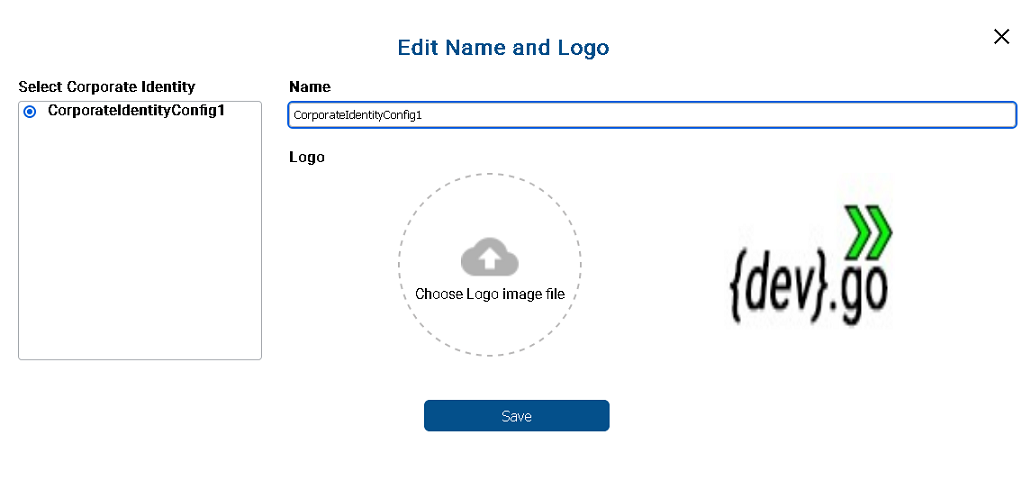 Edit Name and Logo
Select Corporate Identity
CorporateIdentityConfig1
Name
CorporateIdentityConfig1
Logo
Choose Logo image file
{dev}.go
Save